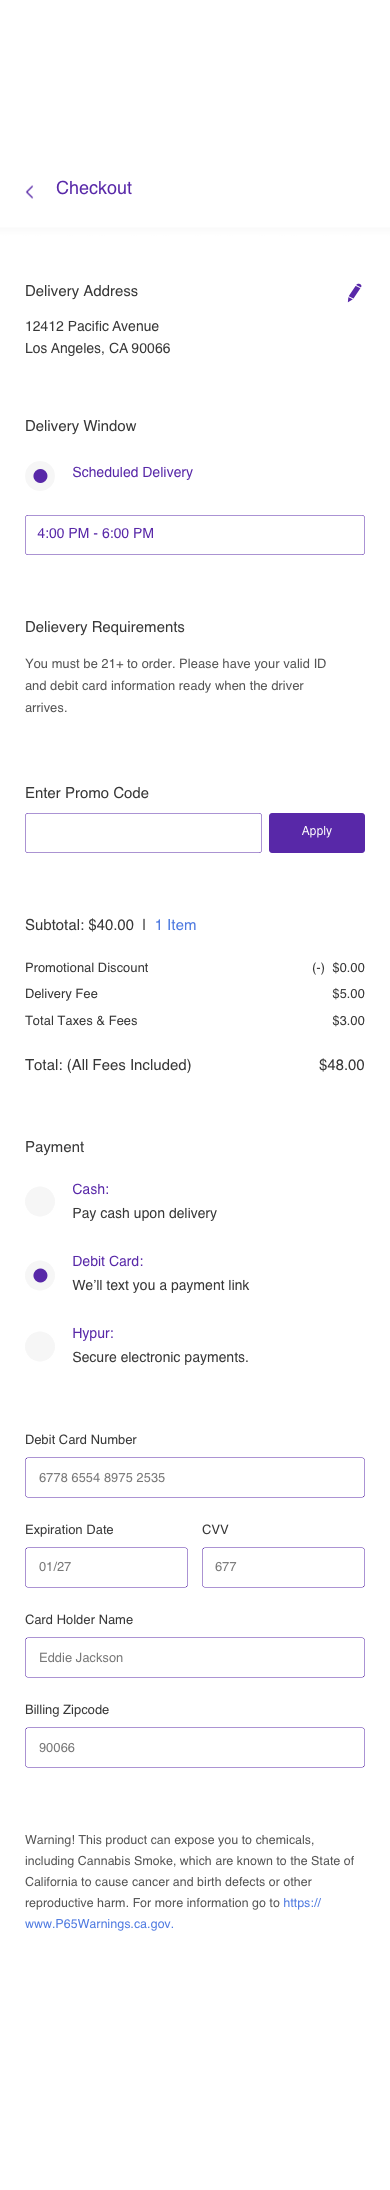 Checkout
Delivery Address
12412 Pacific Avenue
Los Angeles, CA 90066
Delivery Window
Scheduled Delivery
4:00 PM - 6:00 PM
Delievery Requirements
You must be 21+ to order. Please have your valid ID
and debit card information ready when the driver
arrives.
Enter Promo Code
Apply
Subtotal: $40.00 | 1 Item
Promotional Discount (-) $0.00
Delivery Fee $5.00
Total Taxes & Fees $3.00
Total: (All Fees Included) $48.00
Payment
Cash:
Pay cash upon delivery
Debit Card:
We'll text you a payment link
Hypur:
Secure electronic payments.
Debit Card Number
6778 6554 8975 2535
Expiration Date CVV
01/27 677
Card Holder Name
Eddie Jackson
Billing Zipcode
90066
Warning! This product can expose you to chemicals,
including Cannabis Smoke, which are known to the State of
California to cause cancer and birth defects or other
reproductive harm. For more information go to https://
www.P65Warnings.ca.gov.